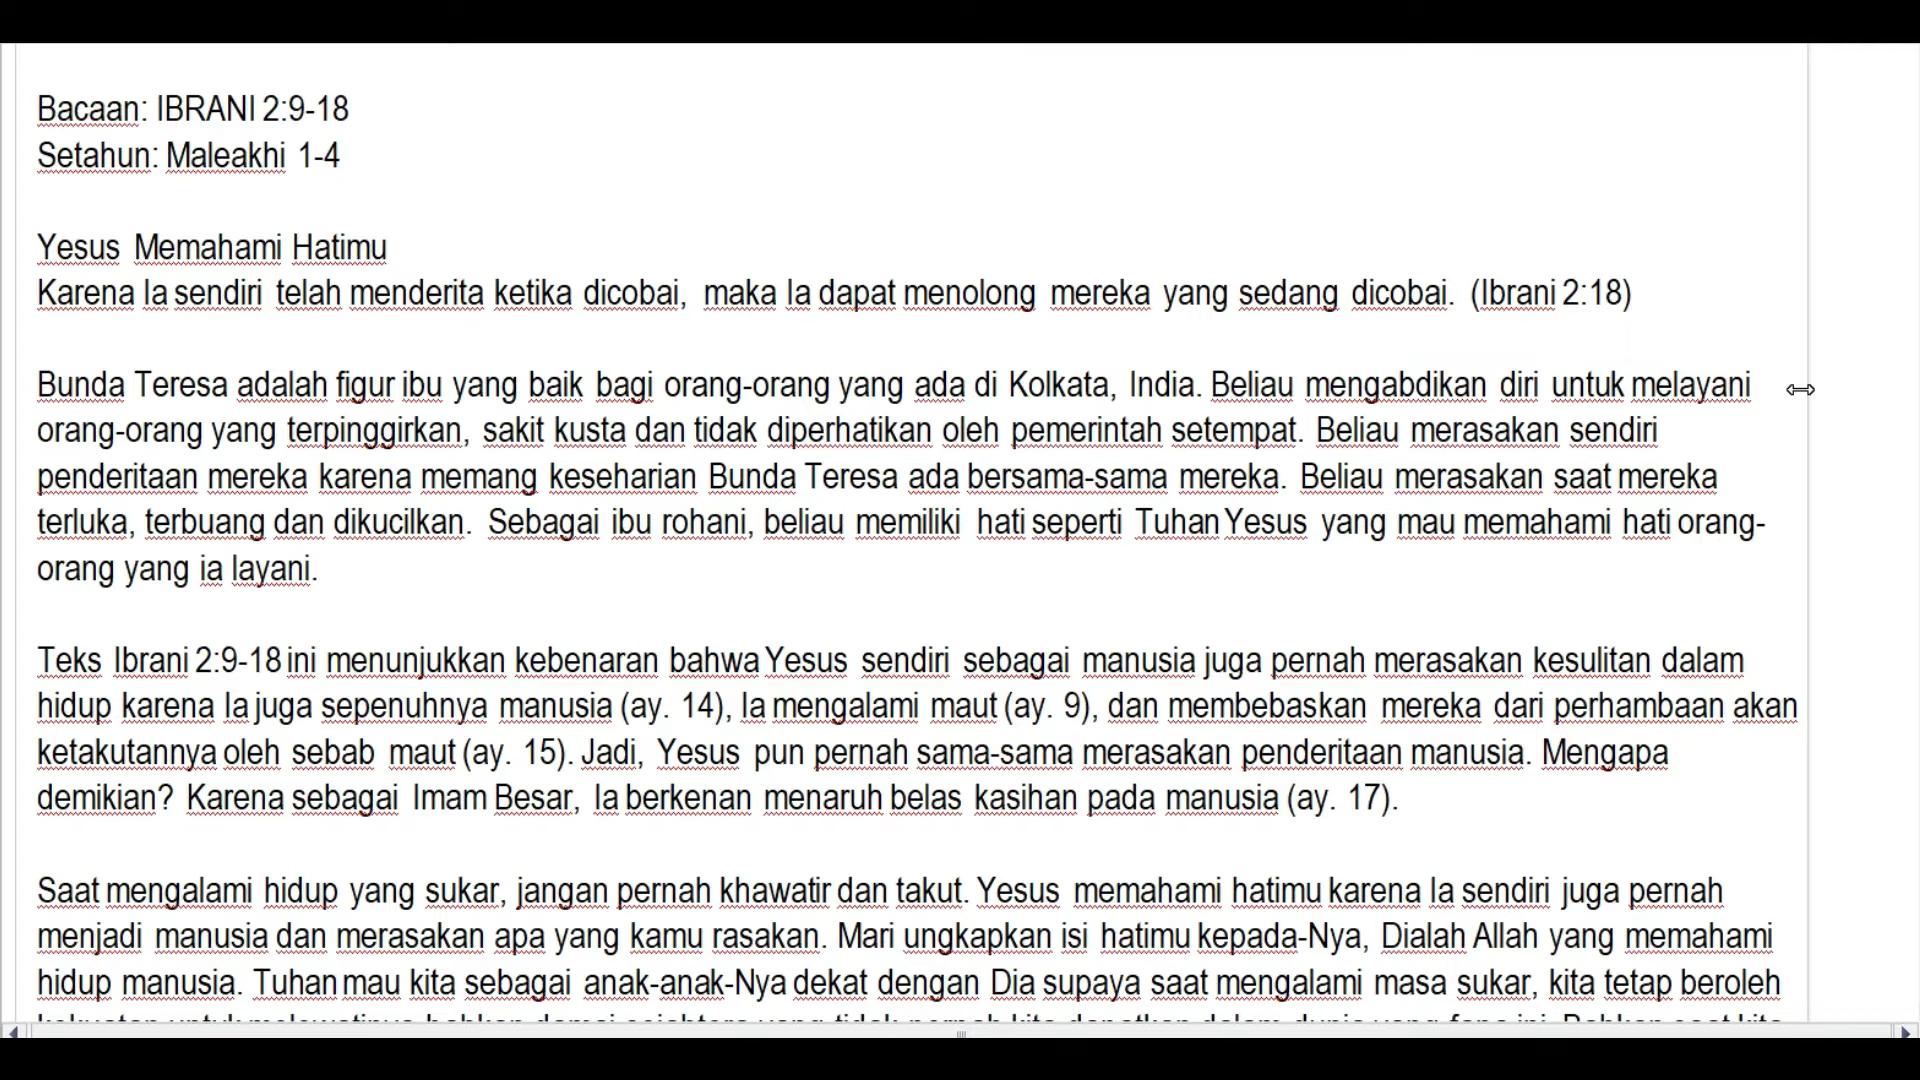 Bacaan: IBRANI 2:9-18
Setahun: Maleakhi 1-4
Yesus Memahami Hatimu
Karena Ia sendiri telah menderita ketika dicobai, maka Ia dapat menolong mereka yang sedang dicobai. (Ibrani 2:18)
Bunda Teresa adalah figur ibu yang baik bagi orang-orang yang ada di Kolkata, India. Beliau mengabdikan diri untuk melayani
orang-orang yang terpinggirkan, sakit kusta dan tidak diperhatikan oleh pemerintah setempat. Beliau merasakan sendiri
penderitaan mereka karena memang keseharian Bunda Teresa ada bersama-sama mereka. Beliau merasakan saat mereka
terluka, terbuang dan dikucilkan. Sebagai ibu rohani, beliau memiliki hati seperti Tuhan Yesus yang mau memahami hati orang-
orang yang ia layani.
Teks Ibrani 2:9-18 ini menunjukkan kebenaran bahwa Yesus sendiri sebagai manusia juga pernah merasakan kesulitan dalam
hidup karena Ia juga sepenuhnya manusia (ay. 14), Ia mengalami maut (ay. 9), dan membebaskan mereka dari perhambaan akan
ketakutannya oleh sebab maut (ay. 15). Jadi, Yesus pun pernah sama-sama merasakan penderitaan manusia. Mengapa
demikian? Karena sebagai Imam Besar, Ia berkenan menaruh belas kasihan pada manusia (ay. 17).
Saat mengalami hidup yang sukar, jangan pernah khawatir dan takut. Yesus memahami hatimu karena Ia sendiri juga pernah
menjadi manusia dan merasakan apa yang kamu rasakan. Mari ungkapkan isi hatimu kepada-Nya, Dialah Allah yang memahami
hidup manusia. Tuhan mau kita sebagai anak-anak-Nya dekat dengan Dia supaya saat mengalami masa sukar, kita tetap beroleh